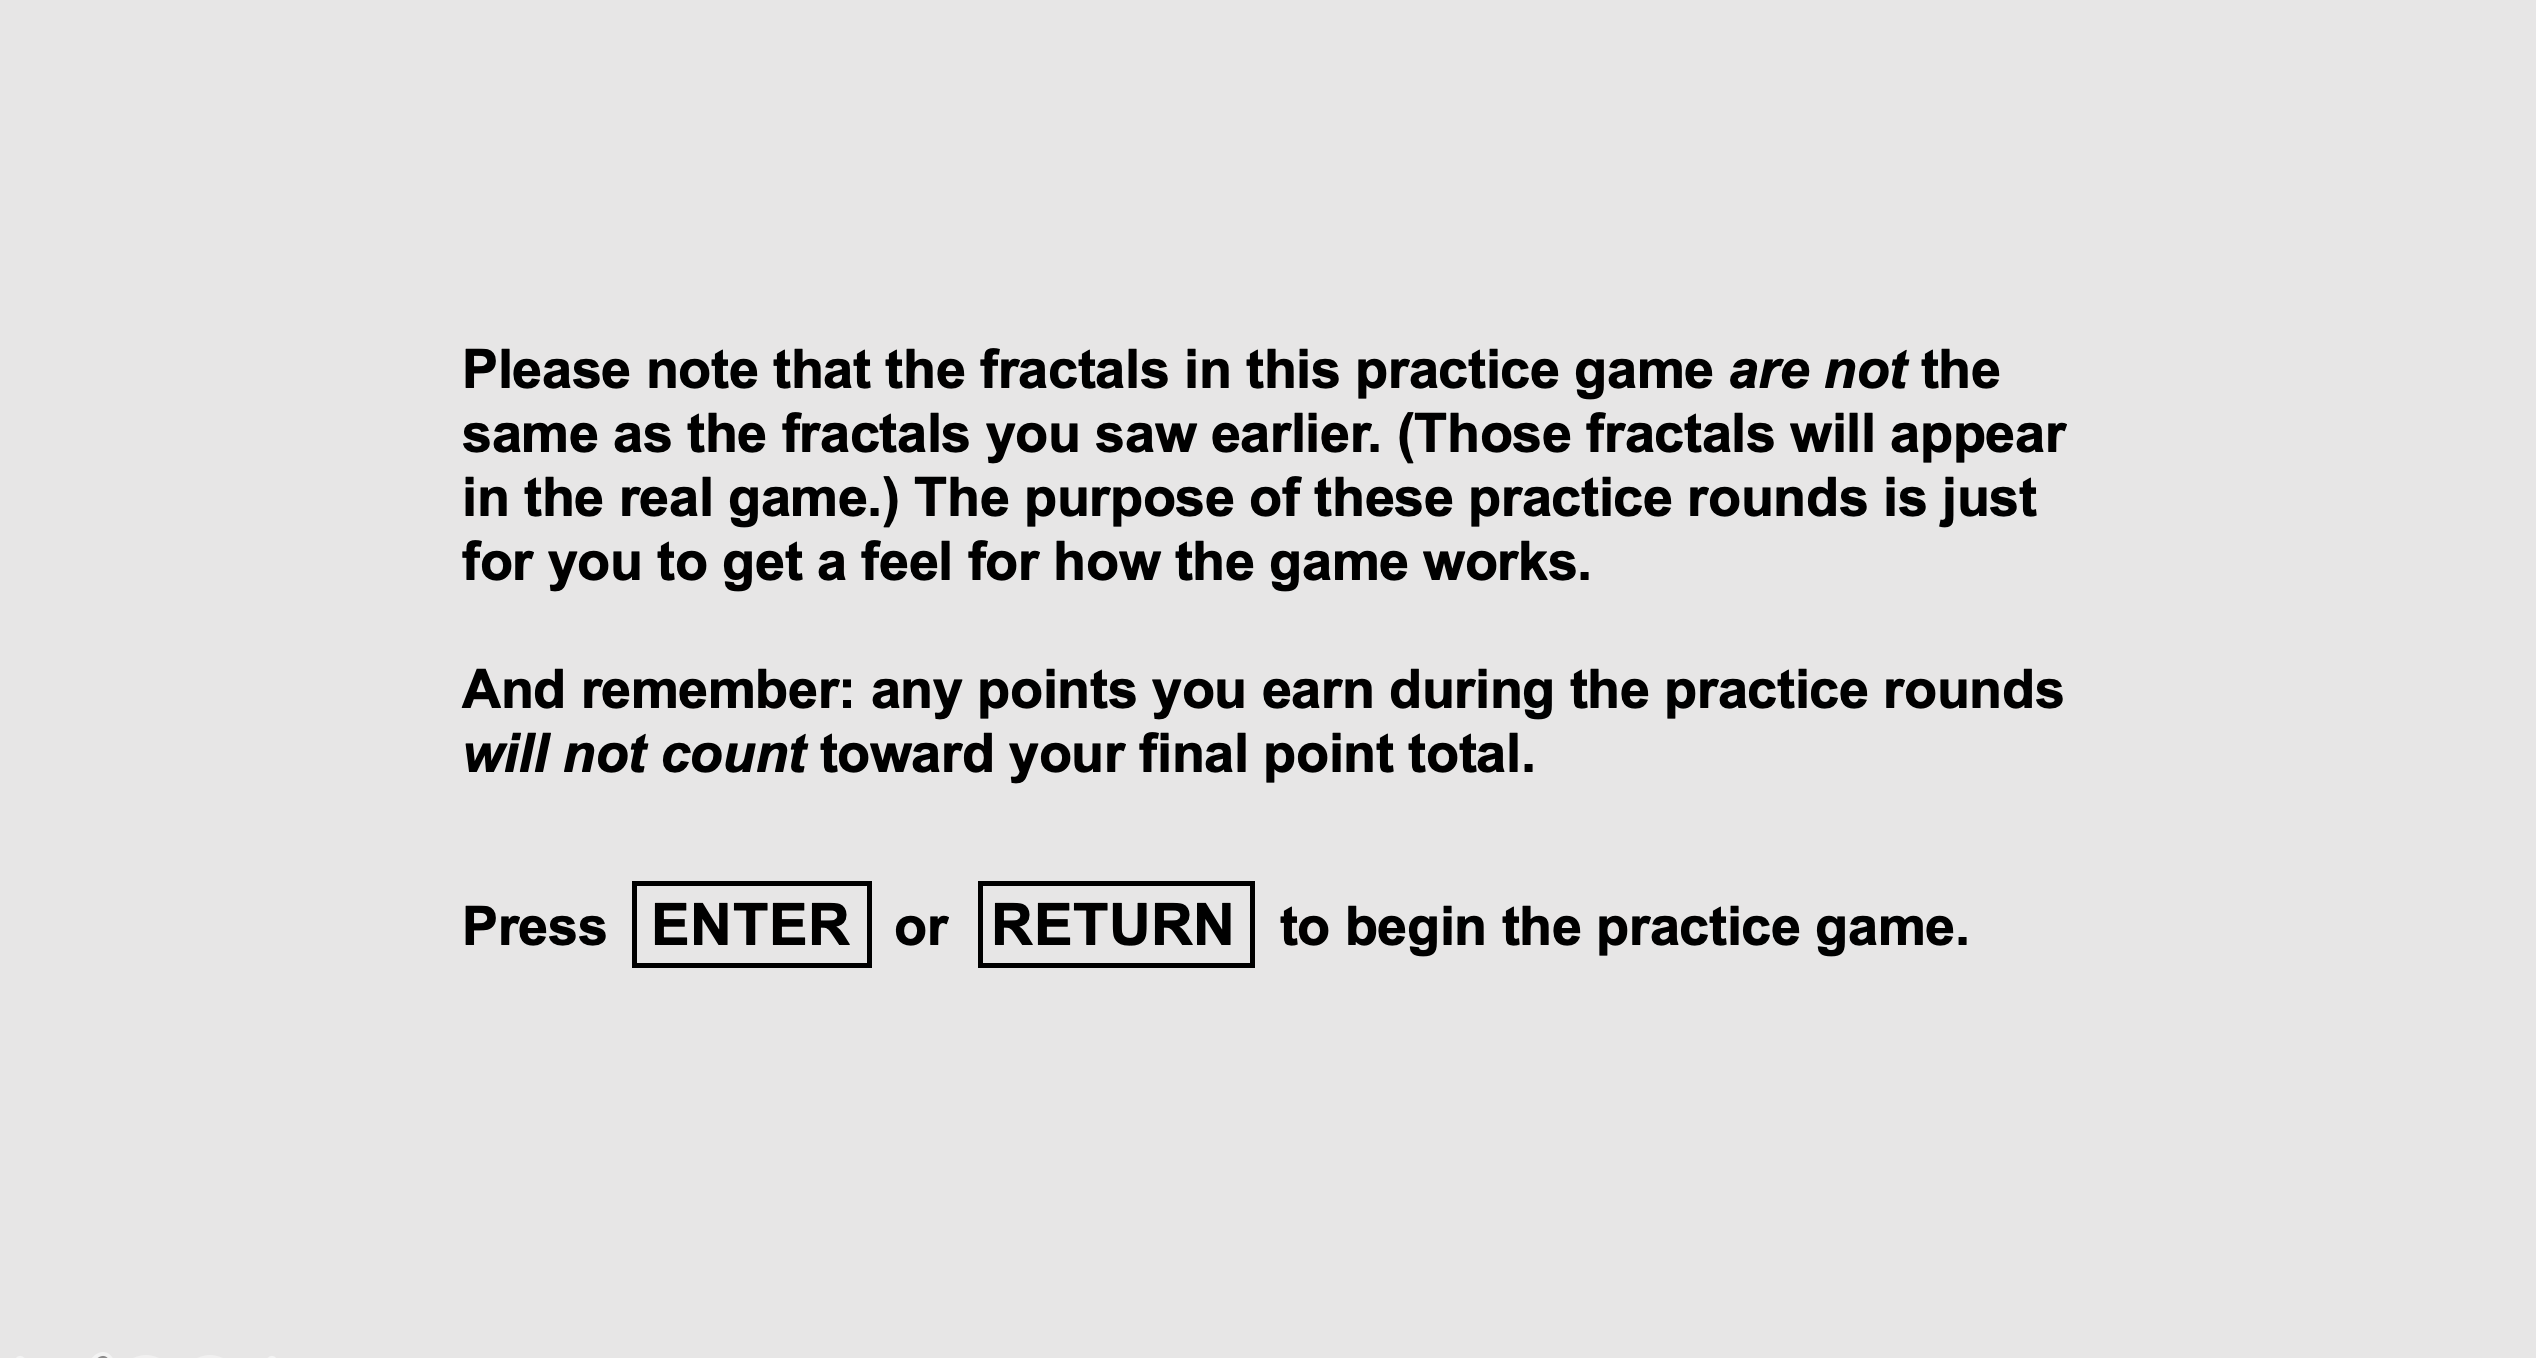 Please note that the fractals in this practice game are not the
same as the fractals you saw earlier. (Those fractals will appear
in the real game.) The purpose of these practice rounds is just
for you to get a feel for how the game works.
And remember: any points you earn during the practice rounds
will not count toward your final point total.
Press ENTER or RETURN to begin the practice game.